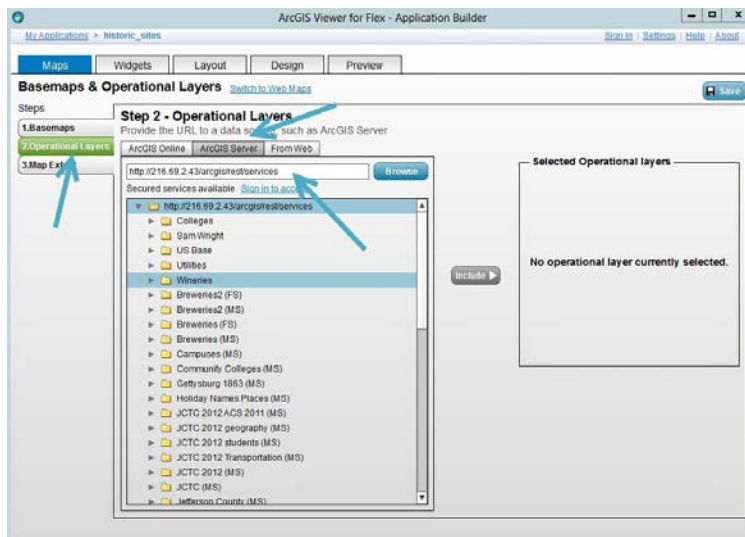 ArcGIS Viewer for Flex - Application Builder
My Applications > historic_sites
Sign In | Settings | Help | About
Maps Widgets Layout Design Preview
Basemaps & Operational Layers Switch to Web Maps
Save
Steps
1.Basemaps
2.Operational Layers
3.Map Ext
Step 2 - Operational Layers
Provide the URL to a data such as ArcGIS Server
ArcGIS Online ArcGIS Server From Web
http://216.69.2.43/arcgis/rest/services
Browse
Secured services available Sign in to
http://216.69.2.43/arcgis/rest/services
Colleges
Sam Wright
US Base
Utilities
Wineries
Breweries2 (FS)
Breweries2 (MS)
Breweries (FS)
Breweries (MS)
Campuses (MS)
Community Colleges (MS)
Gettysburg 1863 (MS)
Holiday Names Places (MS)
JCTC 2012 ACS 2011 (MS)
JCTC 2012 geography (MS)
JCTC 2012 students (MS)
JCTC 2012 Transportation (MS)
JCTC 2012 (MS)
JCTC (MS)
Jefferson County (MS)
Include
Selected Operational layers
No operational layer currently selected.